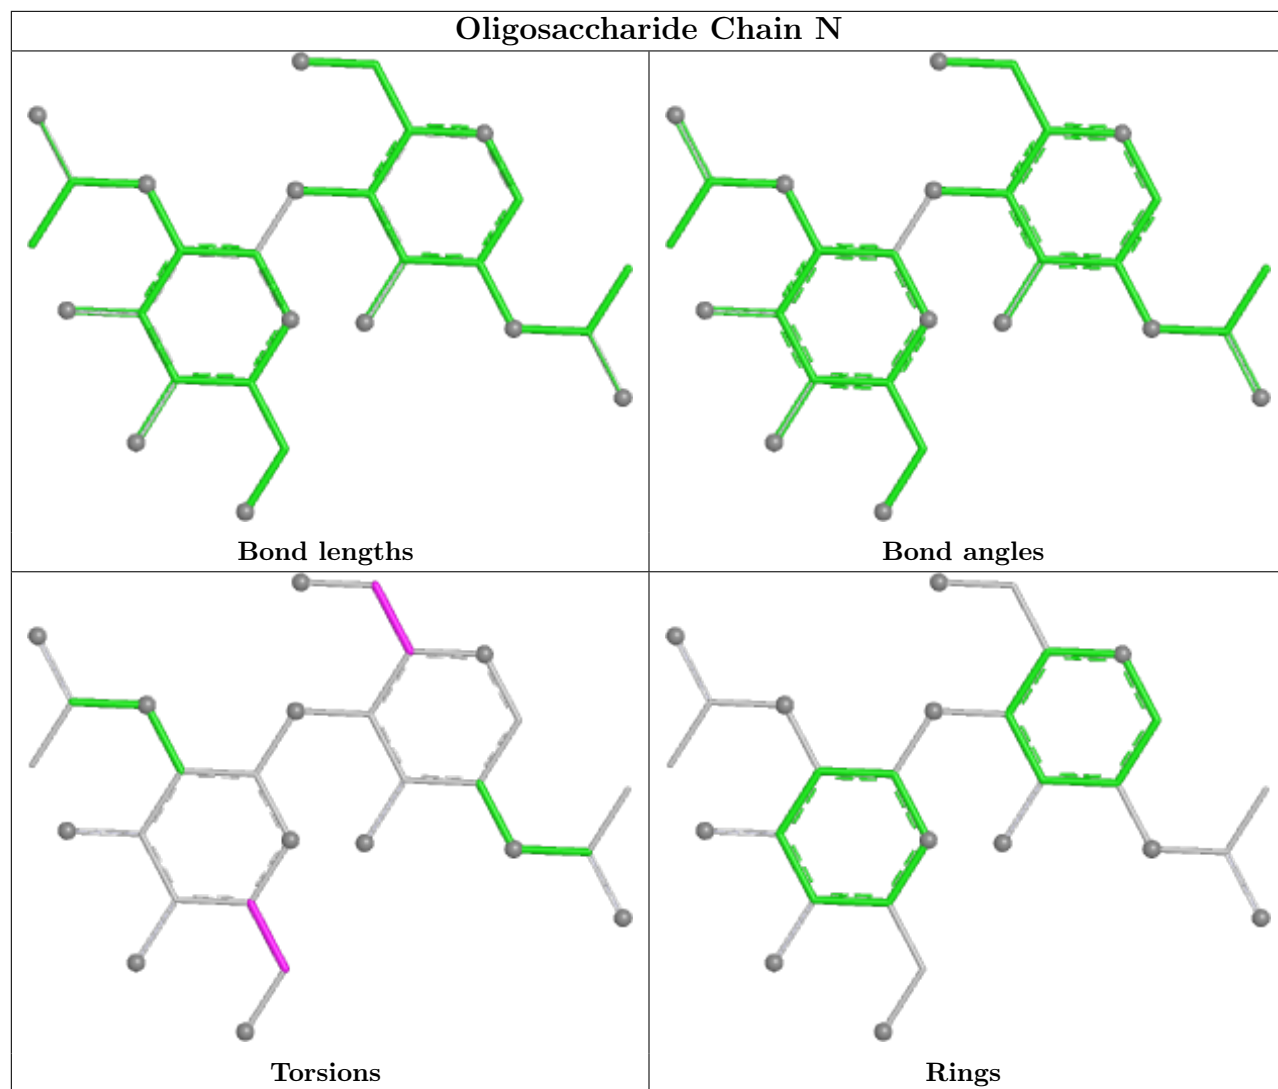 Oligosaccharide Chain N
Bond lengths
Bond angles
Torsions
Rings